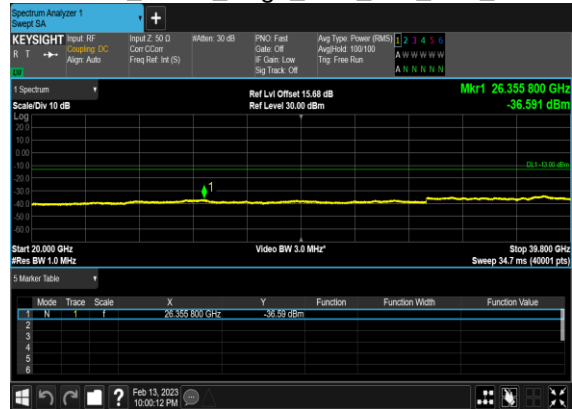 Spectrum Analyzer 1
Swept SA
+
KEYSIGHT Input: RF Input Z: 50 Ω #Atten: 30 dB PNO: Fast Avg Type: Power (RMS) 1 2 3 4 5 6
R T Coupling: DC Corr CCorr Gate: Off Avg|Hold: 100/100 A W W W W W
Align: Auto Freq Ref: Int (S) IF Gain: Low Trig: Free Run A N N N N N
Sig Track: Off
1 Spectrum Ref Lvl Offset 15.68 dB Mkr1 26.355 800 GHz
Scale/Div 10 dB Ref Level 30.00 dBm -36.591 dBm
Log
20.0
10.0
0.00
-10.0
DL1 -13.00 dBm
-20.0
-30.0
1
-40.0
-50.0
-60.0
Start 20.000 GHz Video BW 3.0 MHz* Stop 39.800 GHz
#Res BW 1.0 MHz Sweep 34.7 ms (40001 pts)
5 Marker Table
Mode Trace Scale X Y Function Function Width Function Value
1 N 1 f 26.355 800 GHz -36.59 dBm
2
3
4
5
6
? Feb 13, 2023
10:00:12 PM